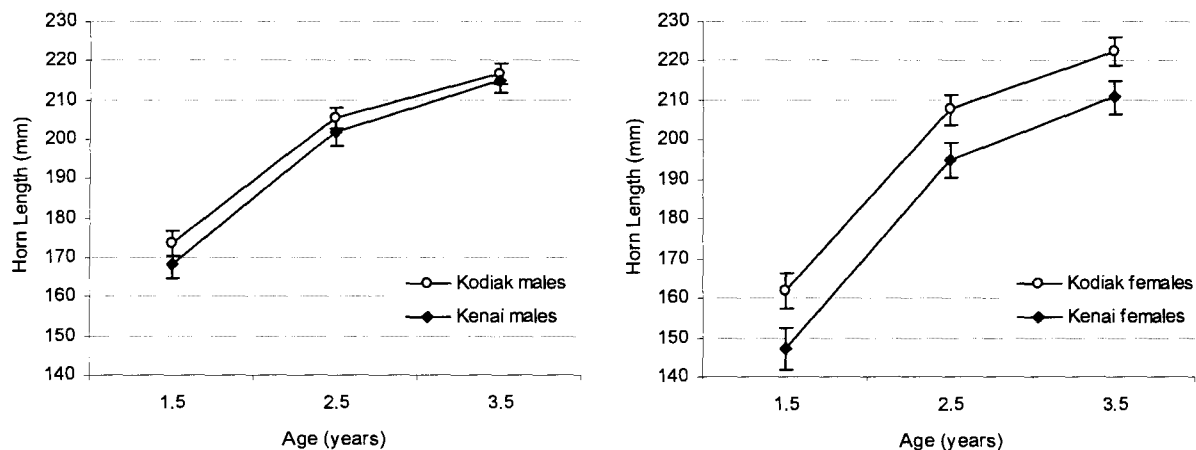 230
220
210
200
190
180
170
160
150
140
Horn Length (mm)
Kodiak males
Kenai males
1.5 2.5 3.5
Age (years)
230
220
210
200
190
180
170
160
150
140
Horn Length (mm)
Kodiak females
Kenai females
1.5 2.5 3.5
Age (years)